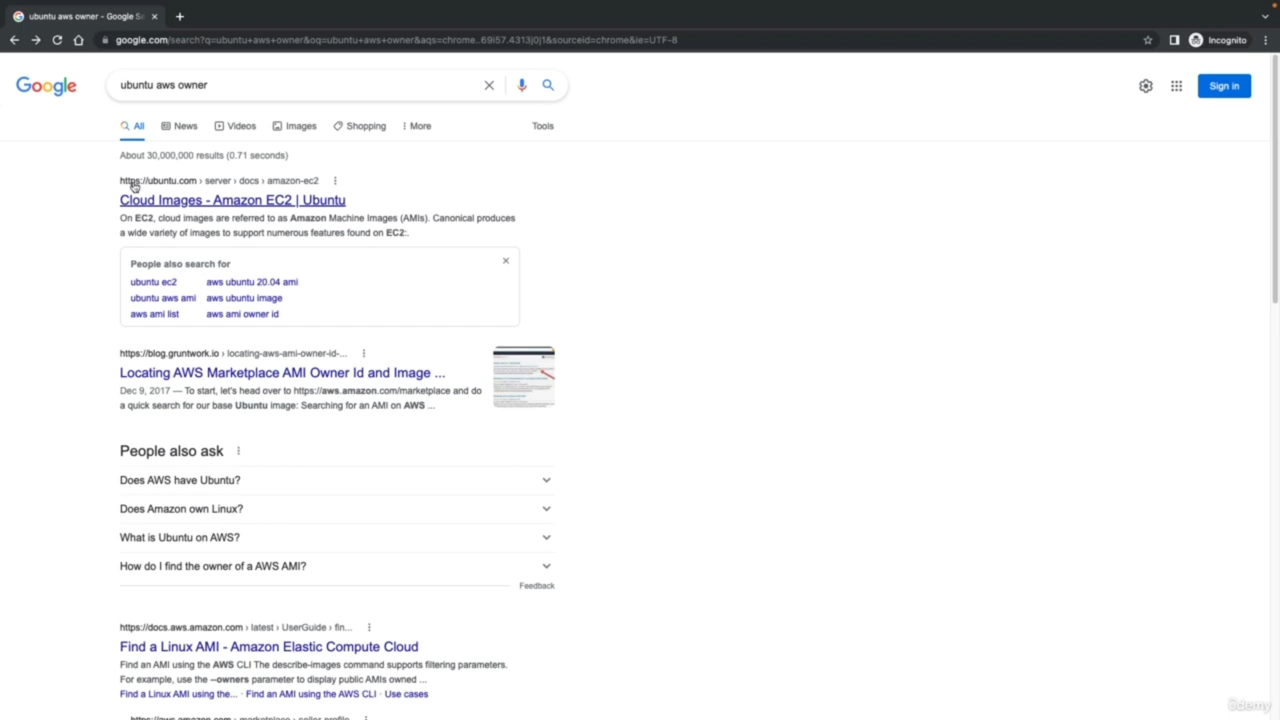 ubuntu aws owner - Google Se
google.com/search?q=ubuntu+aws+owner&oq=ubuntu+aws+owner&aqs=chrome..69i57.4313j0j1&sourceid=chrome&ie=UTF-8
Incognito
Google
ubuntu aws owner
Sign in
All
News
Videos
Images
Shopping
More
Tools
About 30,000,000 results (0.71 seconds)
https://ubuntu.com › server › docs › amazon-ec2
Cloud Images - Amazon EC2 | Ubuntu
On EC2, cloud images are referred to as Amazon Machine Images (AMIs). Canonical produces
a wide variety of images to support numerous features found on EC2:.
People also search for
ubuntu ec2 aws ubuntu 20.04 ami
ubuntu aws ami aws ubuntu image
aws ami list aws ami owner id
https://blog.gruntwork.io › locating-aws-ami-owner-id-...
Locating AWS Marketplace AMI Owner Id and Image ...
Dec 9, 2017 — To start, let's head over to https://aws.amazon.com/marketplace and do
a quick search for our base Ubuntu image: Searching for an AMI on AWS ...
People also ask
Does AWS have Ubuntu?
Does Amazon own Linux?
What is Ubuntu on AWS?
How do I find the owner of a AWS AMI?
Feedback
https://docs.aws.amazon.com › latest › UserGuide › fin...
Find a Linux AMI - Amazon Elastic Compute Cloud
Find an AMI using the AWS CLI The describe-images command supports filtering parameters.
For example, use the --owners parameter to display public AMIs owned ...
Find a Linux AMI using the... · Find an AMI using the AWS CLI · Use cases
https://aws.amazon.com › marketplace › seller-profile
ûdemy